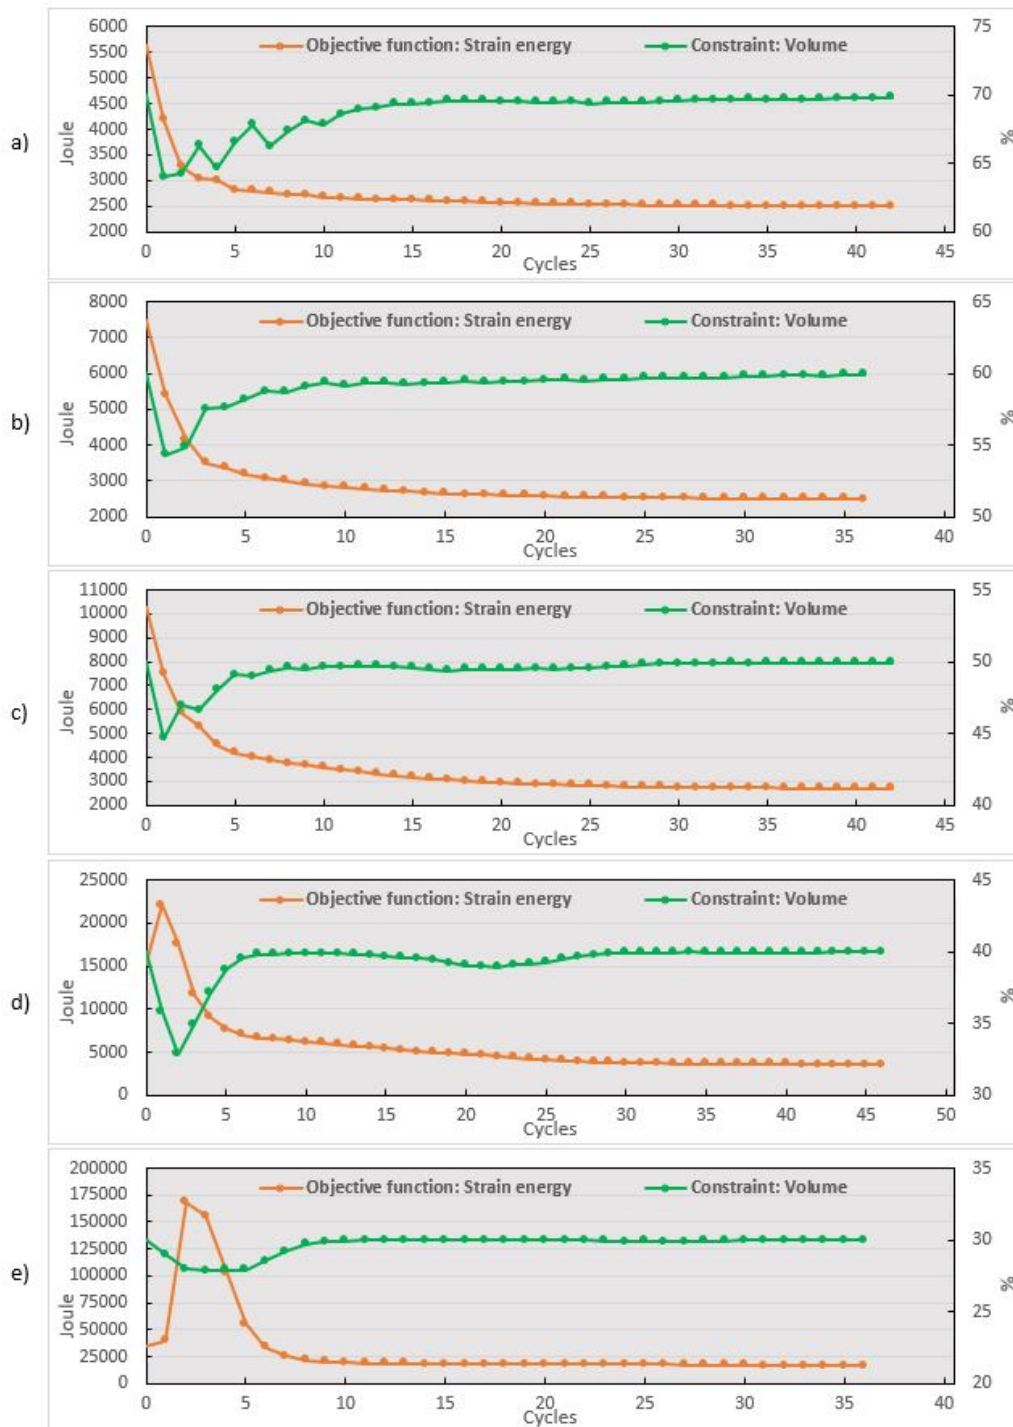 a)
Objective function: Strain energy
Constraint: Volume
6000 5500 5000 4500 4000 3500 3000 2500 2000
Joule
75 70 65 60
%
0 5 10 15 20 25 30 35 40 45
Cycles
b)
Objective function: Strain energy
Constraint: Volume
8000 7000 6000 5000 4000 3000 2000
Joule
65 60 55 50
%
0 5 10 15 20 25 30 35 40
Cycles
c)
Objective function: Strain energy
Constraint: Volume
11000 10000 9000 8000 7000 6000 5000 4000 3000 2000
Joule
55 50 45 40
%
0 5 10 15 20 25 30 35 40 45
Cycles
d)
Objective function: Strain energy
Constraint: Volume
25000 20000 15000 10000 5000 0
Joule
45 40 35 30
%
0 5 10 15 20 25 30 35 40 45 50
Cycles
e)
Objective function: Strain energy
Constraint: Volume
200000 175000 150000 125000 100000 75000 50000 25000 0
Joule
35 30 25 20
%
0 5 10 15 20 25 30 35 40
Cycles